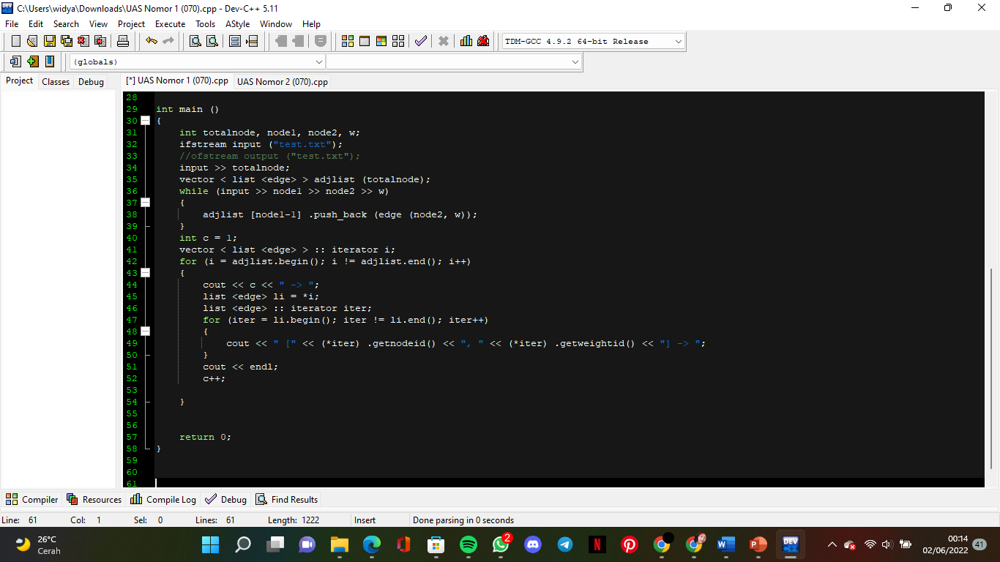 C:\Users\widya\Downloads\UAS Nomor 1 (070).cpp - Dev-C++ 5.11
File Edit Search View Project Execute Tools AStyle Window Help
TDM-GCC 4.9.2 64-bit Release
(globals)
Project Classes Debug [*] UAS Nomor 1 (070).cpp UAS Nomor 2 (070).cpp
28
29 int main ()
30 {
31 int totalnode, node1, node2, w;
32 ifstream input ("test.txt");
33 //ofstream output ("test.txt");
34 input >> totalnode;
35 vector < list <edge> > adjlist (totalnode);
36 while (input >> node1 >> node2 >> w)
37 {
38 adjlist [node1-1] .push_back (edge (node2, w));
39 }
40 int c = 1;
41 vector < list <edge> > :: iterator i;
42 for (i = adjlist.begin(); i != adjlist.end(); i++)
43 {
44 cout << c << " -> ";
45 list <edge> li = *i;
46 list <edge> :: iterator iter;
47 for (iter = li.begin(); iter != li.end(); iter++)
48 {
49 cout << " [" << (*iter) .getnodeid() << ", " << (*iter) .getweightid() << "] -> ";
50 }
51 cout << endl;
52 c++;
53
54 }
55
56
57 return 0;
58 }
59
60
61
Compiler Resources Compile Log Debug Find Results
Line: 61 Col: 1 Sel: 0 Lines: 61 Length: 1222 Insert Done parsing in 0 seconds
26°C
Cerah
2
00:14
02/06/2022
41